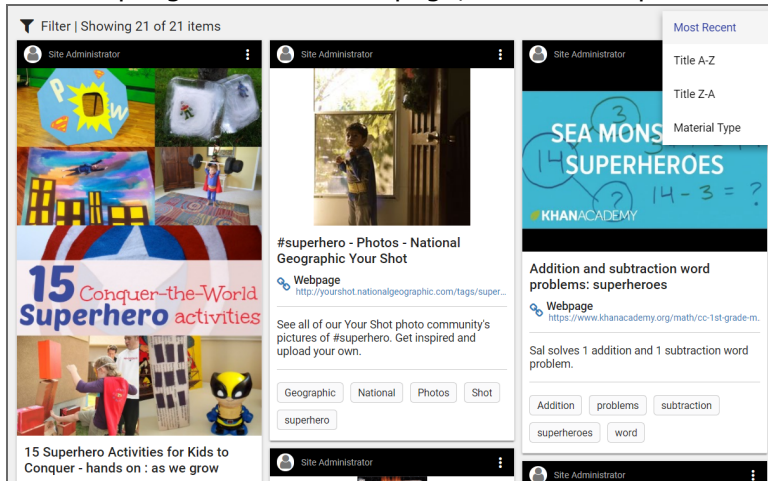 Filter | Showing 21 of 21 items
Most Recent
Title A-Z
Title Z-A
Material Type
Site Administrator
15 Conquer-the-World
Superhero activities
15 Superhero Activities for Kids to
Conquer - hands on : as we grow
Site Administrator
#superhero - Photos - National
Geographic Your Shot
Webpage
http://yourshot.nationalgeographic.com/tags/super...
See all of our Your Shot photo community's
pictures of #superhero. Get inspired and
upload your own.
Geographic National Photos Shot
superhero
Site Administrator
Site Administrator
SEA MONS
SUPERHEROES
3
14
?
14 - 3 = ?
KHANACADEMY
Addition and subtraction word
problems: superheroes
Webpage
https://www.khanacademy.org/math/cc-1st-grade-m.
Sal solves 1 addition and 1 subtraction word
problem.
Addition problems subtraction
superheroes word
Site Administrator